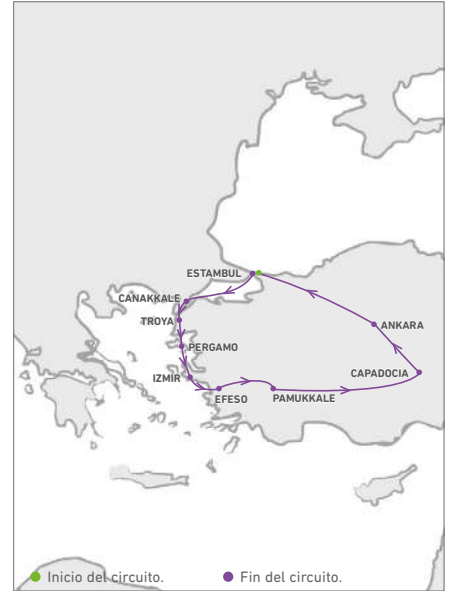 ESTAMBUL
CANAKKALE
TROYA
ANKARA
PERGAMO
CAPADOCIA
IZMIR
EFESO
PAMUKKALE
Inicio del circuito.
Fin del circuito.